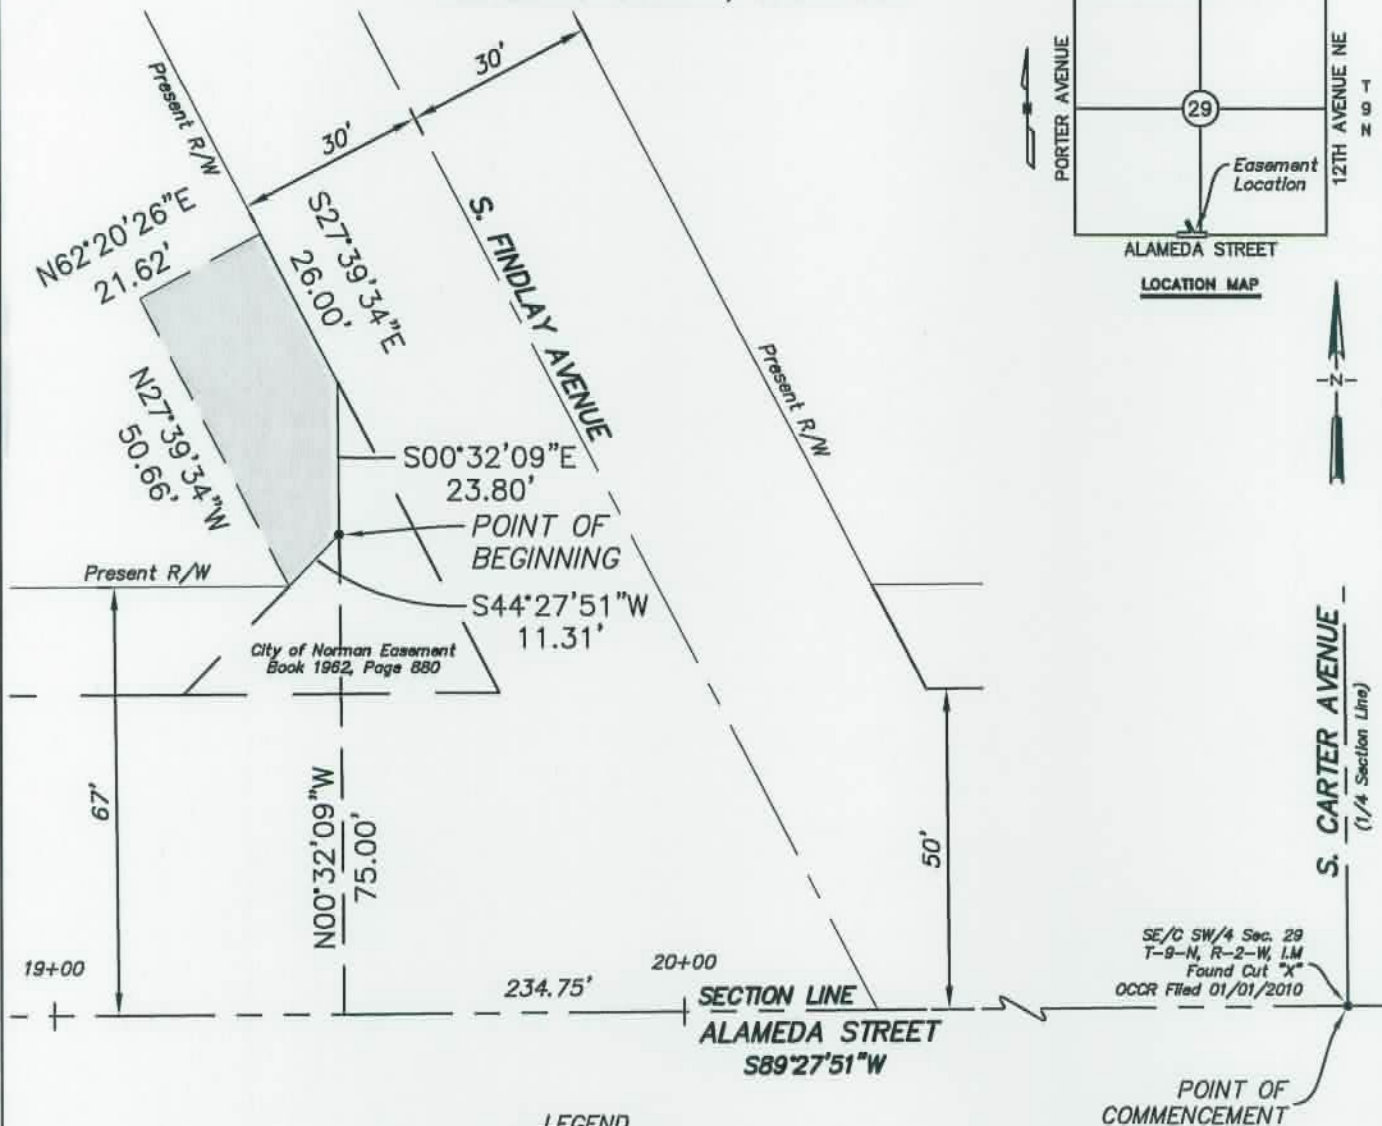 30'
30'
Present R/W
N62°20'26"E
21.62'
S27°39'34"E
26.00'
S. FINDLAY AVENUE
Present R/W
N27°39'34"W
50.66'
S00°32'09"E
23.80'
POINT OF
BEGINNING
Present R/W
S44°27'51"W
11.31'
City of Norman Easement
Book 1962, Page 880
67'
N00°32'09"W
75.00'
50'
19+00
234.75'
20+00
SECTION LINE
ALAMEDA STREET
S89°27'51"W
PORTER AVENUE
29
12TH AVENUE NE
T
9
N
Easement
Location
ALAMEDA STREET
LOCATION MAP
N
S. CARTER AVENUE
(1/4 Section Line)
SE/C SW/4 Sec. 29
T-9-N, R-2-W, I.M
Found Cut "X"
OCCR Filed 01/01/2010
POINT OF
COMMENCEMENT
LEGEND